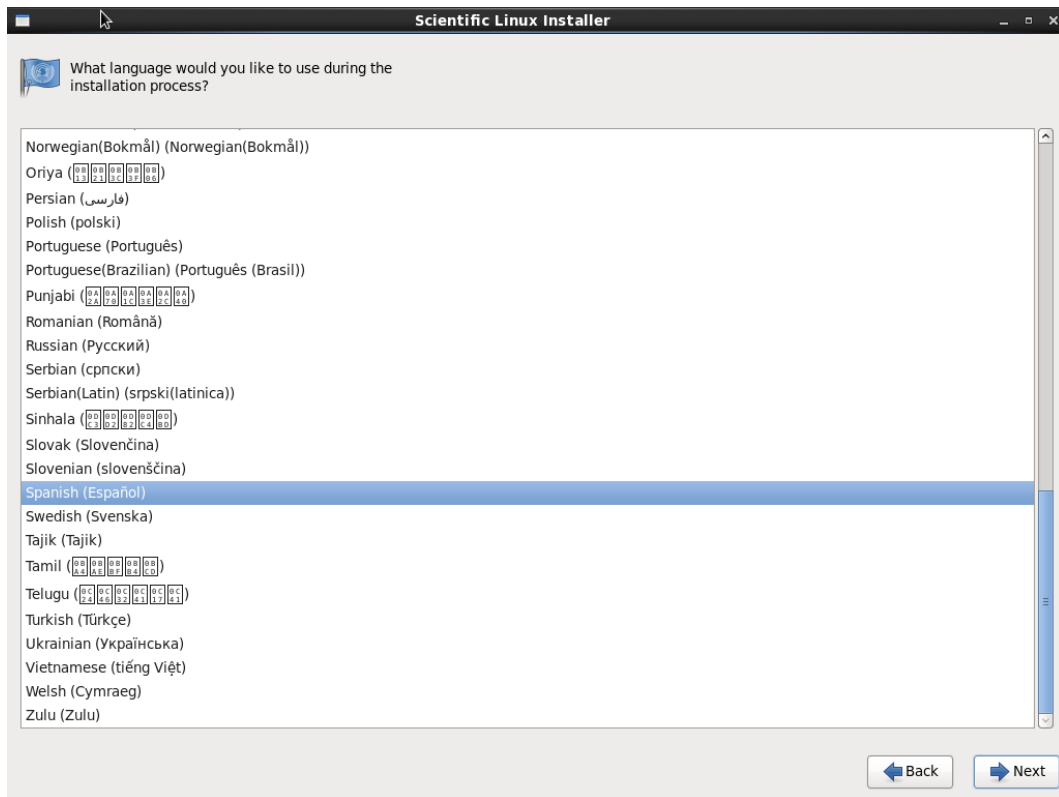 Scientific Linux Installer
What language would you like to use during the
installation process?
Norwegian(Bokmål) (Norwegian(Bokmål))
Oriya ()
Persian (فارسی)
Polish (polski)
Portuguese (Português)
Portuguese(Brazilian) (Português (Brasil))
Punjabi ()
Romanian (Română)
Russian (Русский)
Serbian (српски)
Serbian(Latin) (srpski(latinica))
Sinhala ()
Slovak (Slovenčina)
Slovenian (slovenščina)
Spanish (Español)
Swedish (Svenska)
Tajik (Tajik)
Tamil ()
Telugu ()
Turkish (Türkçe)
Ukrainian (Українська)
Vietnamese (tiếng Việt)
Welsh (Cymraeg)
Zulu (Zulu)
Back Next